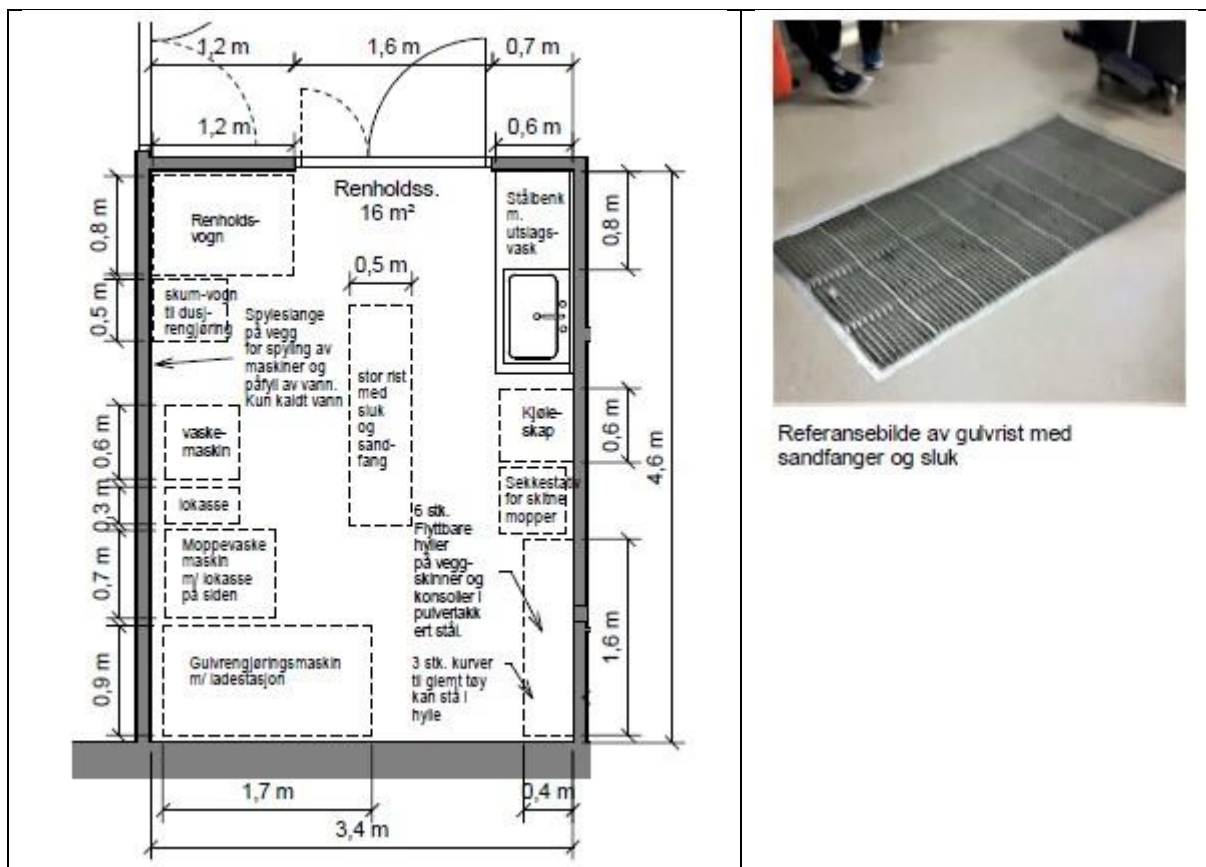 1,2 m
1,6 m
0,7 m
1,2 m
0,6 m
Renholdss.
16 m²
Renholds-
vogn
0,8 m
Stålbenk
m.
utslags-
vask
0,8 m
0,5 m
0,5 m
skum-vogn
til dusj-
rengjøring
Spyleslange
på vegg
for spyling av
maskiner og
påfyll av vann.
Kun kaldt vann
stor rist
med
sluk
og
sand-
fang
Kjøle-
skap
0,6 m
4,6 m
0,6 m
vaske-
maskin
0,3 m
lokasse
Sekkestativ
for skitne
mopper
0,7 m
Moppevaske
maskin
m/ lokasse
på siden
6 stk.
Flyttbare
hyller
på vegg-
skinner og
konsoller i
pulverlakk
ert stål.
1,6 m
0,9 m
Gulvrengjøringsmaskin
m/ ladestasjon
3 stk. kurver
til glemt tøy
kan stå i
hylle
1,7 m
0,4 m
3,4 m
Referansebilde av gulvrist med
sandfanger og sluk